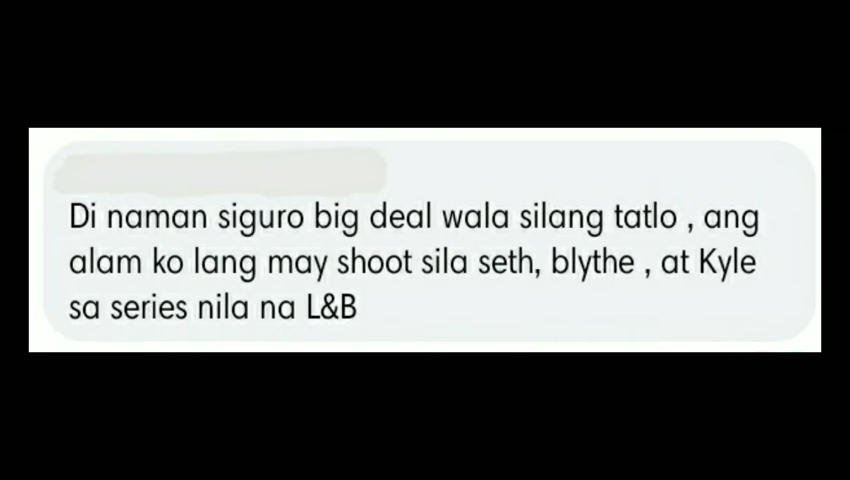 Di naman siguro big deal wala silang tatlo , ang
alam ko lang may shoot sila seth, blythe , at Kyle
sa series nila na L&B